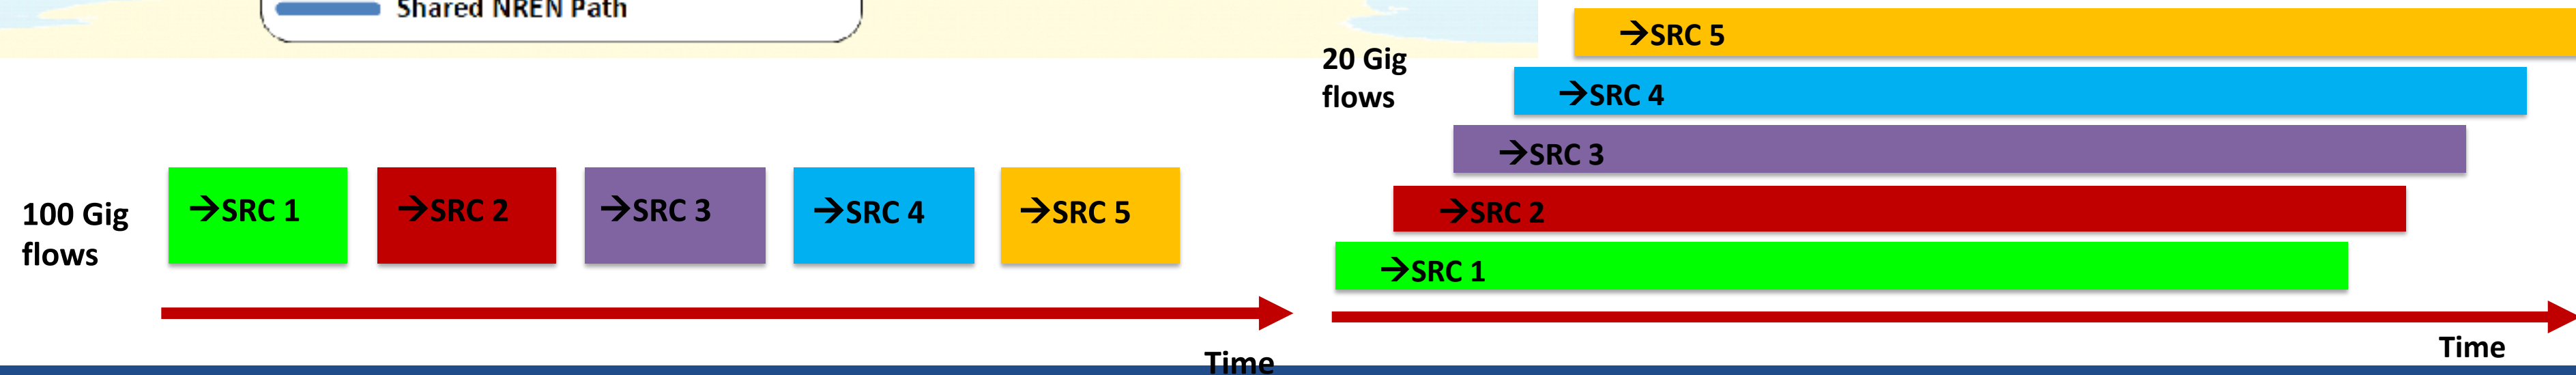 Shared NREN Path
100 Gig
flows
→SRC 1
→SRC 2
→SRC 3
→SRC 4
→SRC 5
Time
20 Gig
flows
→SRC 5
→SRC 4
→SRC 3
→SRC 2
→SRC 1
Time